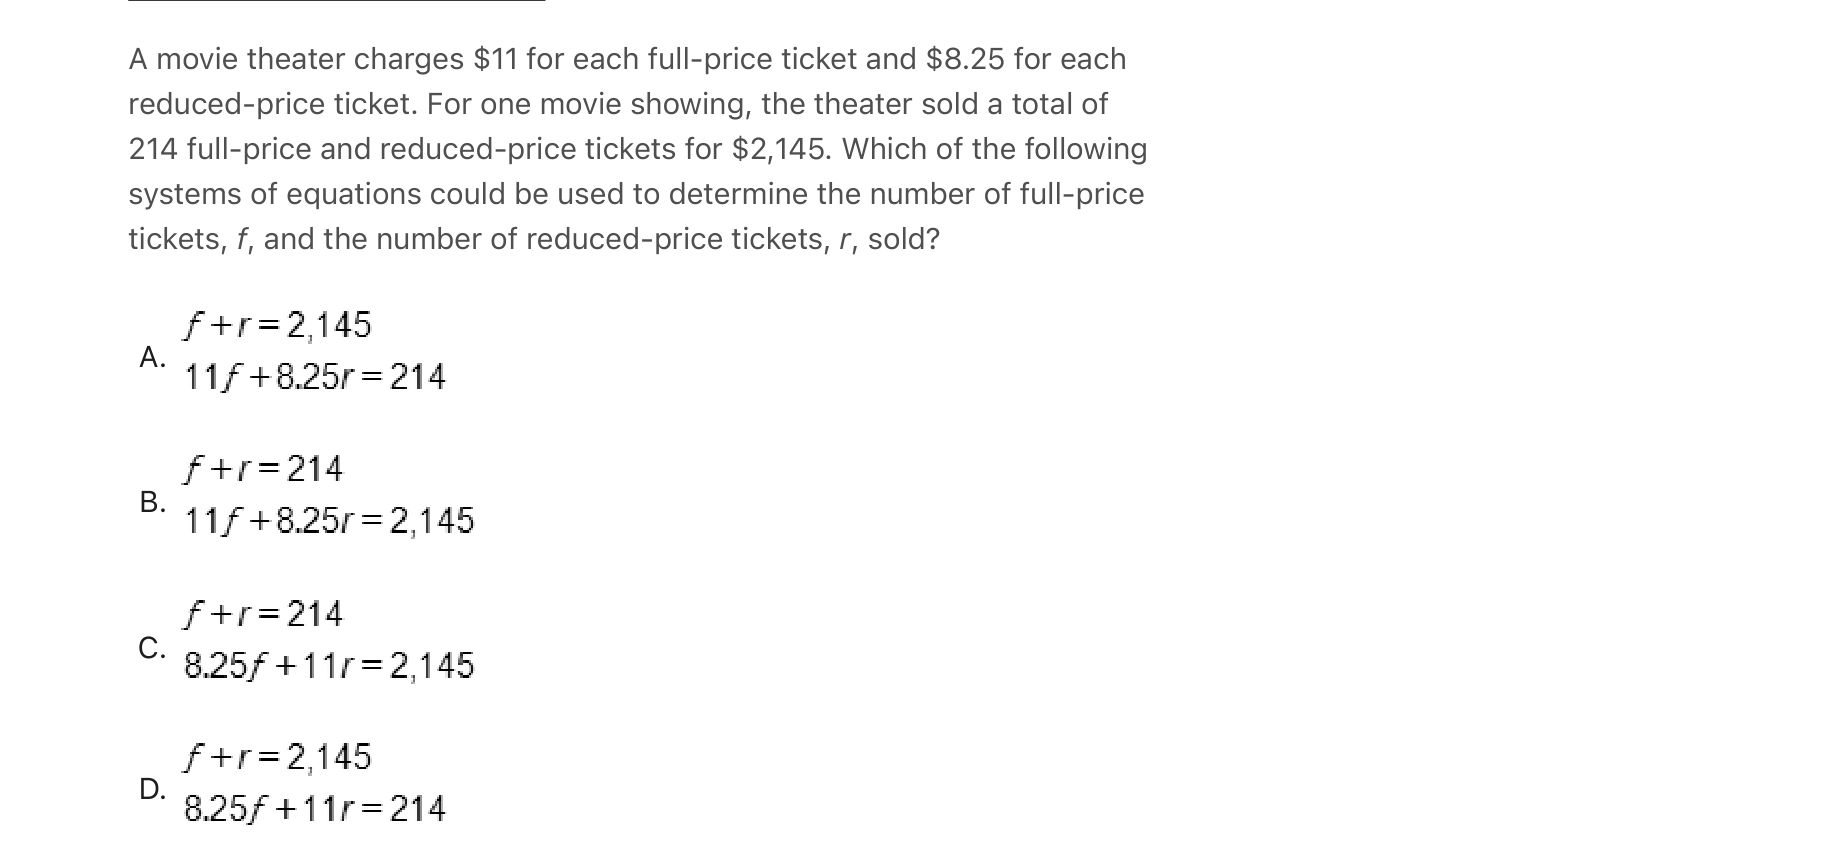 A movie theater charges $11 for each full-price ticket and $8.25 for each
reduced-price ticket. For one movie showing, the theater sold a total of
214 full-price and reduced-price tickets for $2,145. Which of the following
systems of equations could be used to determine the number of full-price
tickets, f, and the number of reduced-price tickets, r, sold?
f+r=2,145
A.
11f+8.25r=214
f+r=214
B.
11f+8.25r=2,145
f+r=214
C.
8.25f+11r=2,145
f+r=2,145
D.
8.25f+11r=214